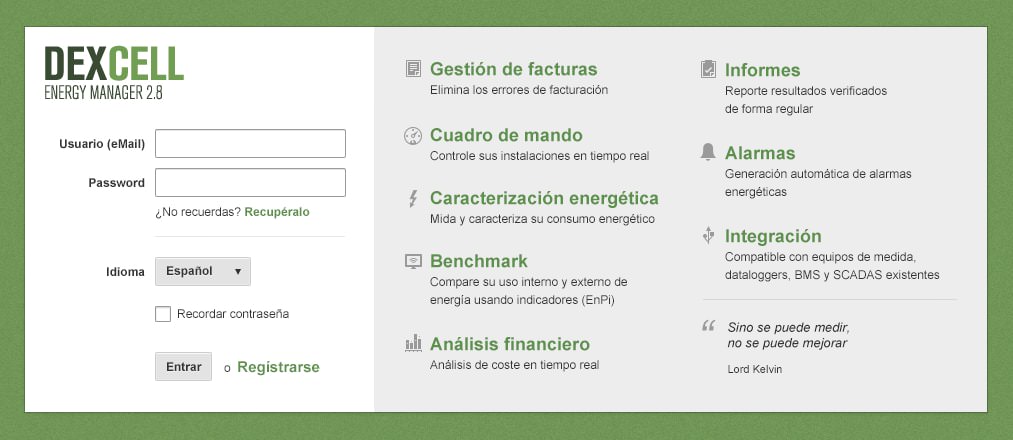 DEXCELL
ENERGY MANAGER 2.8
Usuario (eMail)
Password
¿No recuerdas? Recupéralo
Idioma
Español
Recordar contraseña
Entrar o Registrarse
Gestión de facturas
Elimina los errores de facturación
Cuadro de mando
Controle sus instalaciones en tiempo real
Caracterización energética
Mida y caracteriza su consumo energético
Benchmark
Compare su uso interno y externo de
energía usando indicadores (EnPi)
Análisis financiero
Análisis de coste en tiempo real
Informes
Reporte resultados verificados
de forma regular
Alarmas
Generación automática de alarmas
energéticas
Integración
Compatible con equipos de medida,
dataloggers, BMS y SCADAS existentes
“ Sino se puede medir,
no se puede mejorar
Lord Kelvin